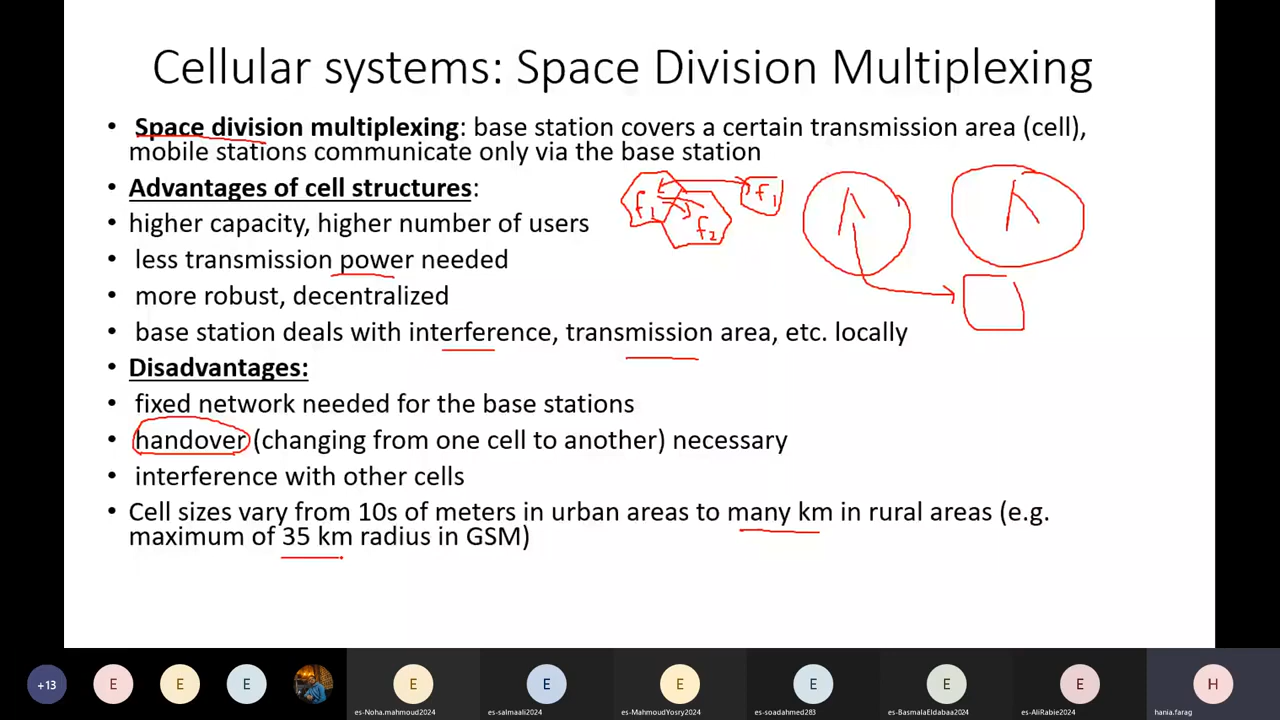 Cellular systems: Space Division Multiplexing
• Space division multiplexing: base station covers a certain transmission area (cell),
mobile stations communicate only via the base station
• Advantages of cell structures:
• higher capacity, higher number of users
f1
f2
f1
• less transmission power needed
• more robust, decentralized
• base station deals with interference, transmission area, etc. locally
• Disadvantages:
• fixed network needed for the base stations
• handover (changing from one cell to another) necessary
• interference with other cells
• Cell sizes vary from 10s of meters in urban areas to many km in rural areas (e.g.
maximum of 35 km radius in GSM)
+13
E
E
E
E
E
E
E
E
E
H
es-Noha.mahmoud2024
es-salmaali2024
es-MahmoudYosry2024
es-soadahmed283
es-BasmalaEldabaa2024
es-AliRabie2024
hania.farag